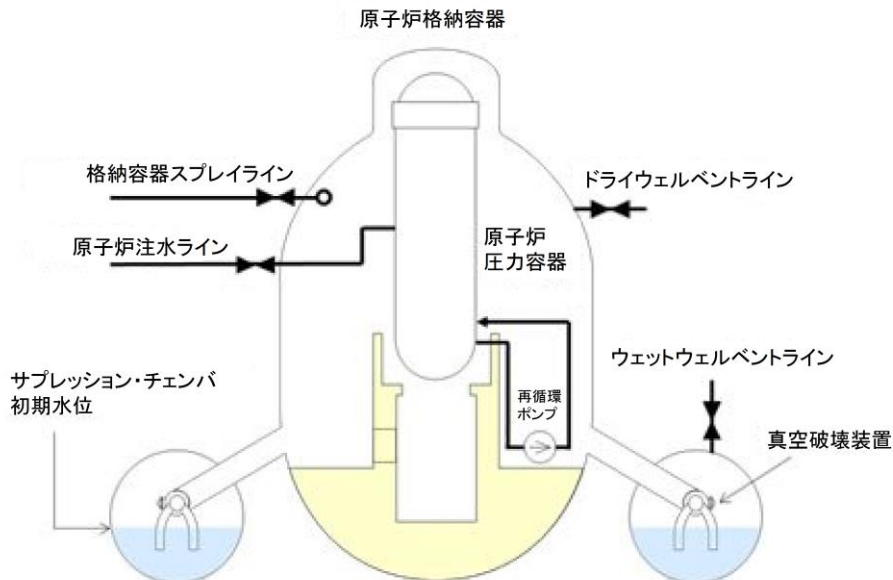 原子炉格納容器
格納容器スプレイライン
ドライウェルベントライン
原子炉注水ライン
原子炉
圧力容器
ウェットウェルベントライン
サプレッション・チェンバ
初期水位
再循環
ポンプ
真空破壊装置